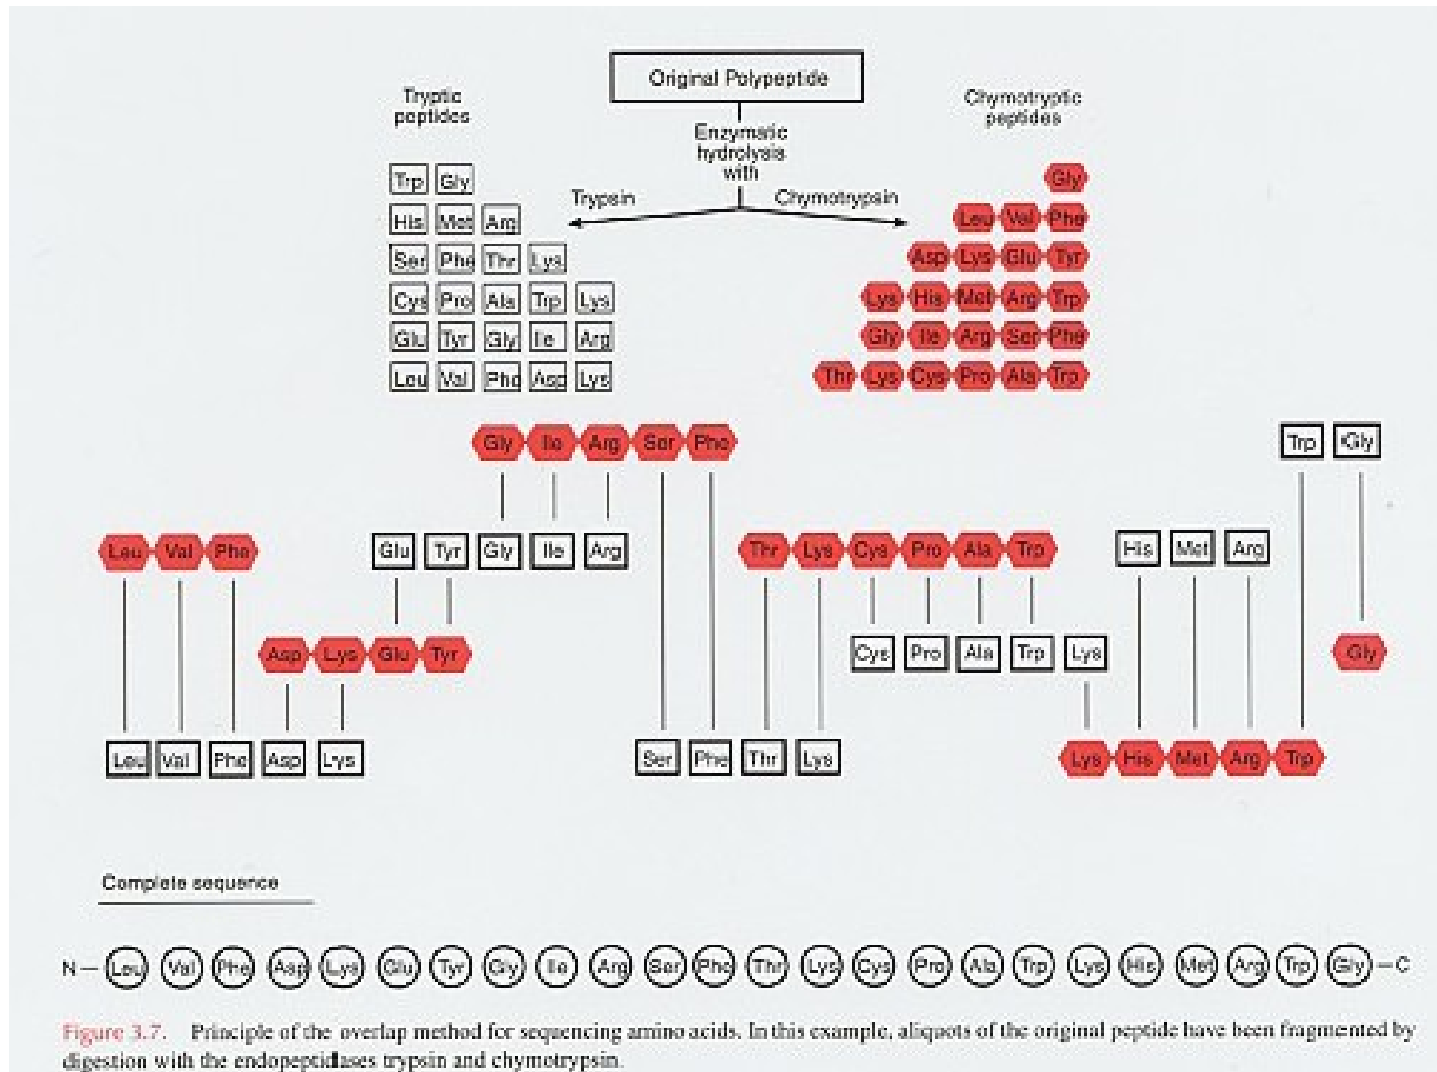 Original Polypeptide
Tryptic
peptides
Chymotryptic
peptides
Enzymatic
hydrolysis
with
Trypsin
Chymotrypsin
Trp Gly
His Met Arg
Ser Phe Thr Lys
Cys Pro Ala Trp Lys
Glu Tyr Gly Ile Arg
Leu Val Phe Asp Lys
Gly
Leu Val Phe
Asp Lys Glu Tyr
Lys His Met Arg Trp
Gly Ile Arg Ser Phe
Thr Lys Cys Pro Ala Trp
Gly Ile Arg Ser Phe
Trp Gly
Leu Val Phe
Glu Tyr Gly Ile Arg
Thr Lys Cys Pro Ala Trp
His Met Arg
Asp Lys Glu Tyr
Cys Pro Ala Trp Lys
Gly
Leu Val Phe Asp Lys
Ser Phe Thr Lys
Lys His Met Arg Trp
Complete sequence
N — Leu Val Phe Asp Lys Glu Tyr Gly Ile Arg Ser Phe Thr Lys Cys Pro Ala Trp Lys His Met Arg Trp Gly — C
Figure 3.7. Principle of the overlap method for sequencing amino acids. In this example, aliquots of the original peptide have been fragmented by
digestion with the endopeptidases trypsin and chymotrypsin.